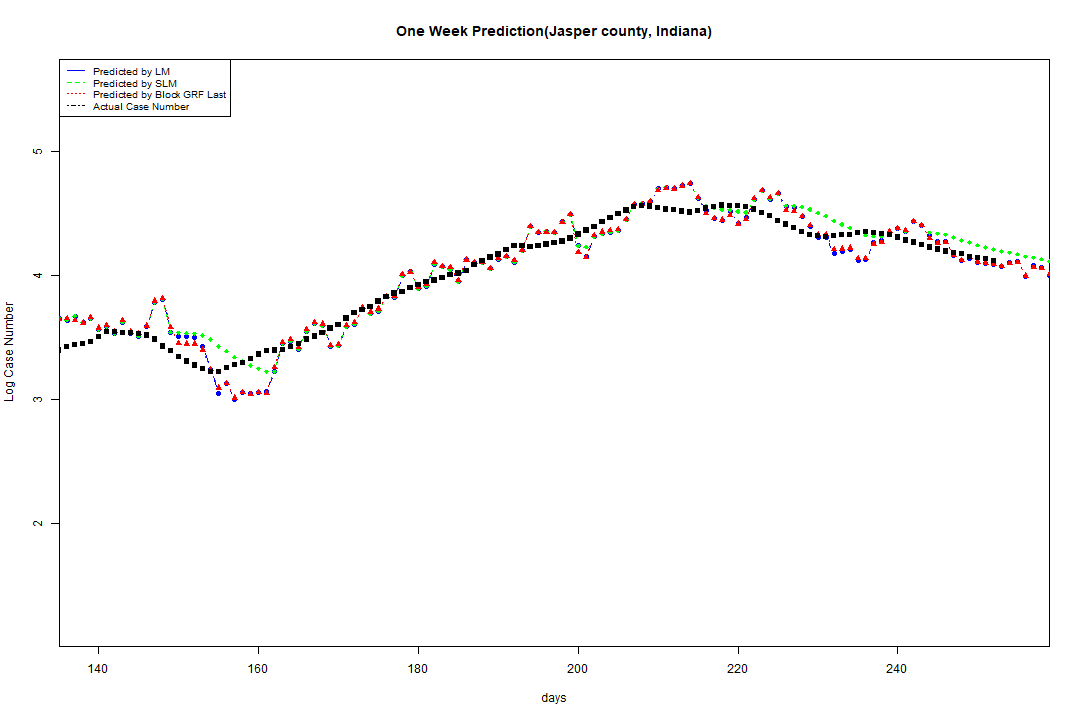 One Week Prediction(Jasper county, Indiana)
Predicted by LM
Predicted by SLM
Predicted by Block GRF Last
Actual Case Number
5
4
3
2
Log Case Number
140 160 180 200 220 240
days